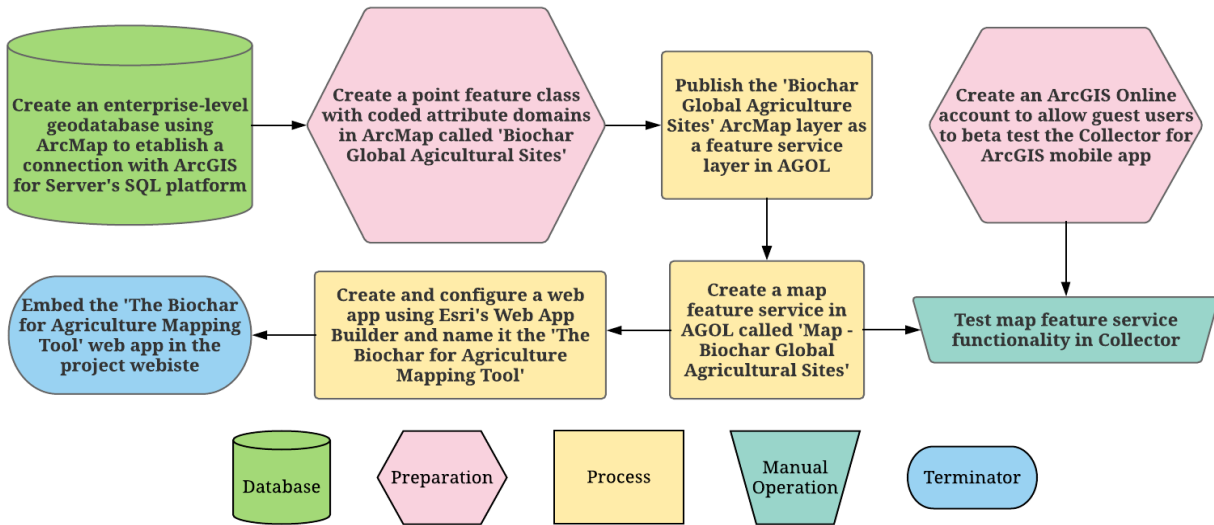 Create an enterprise-level
geodatabase using
ArcMap to etablish a
connection with ArcGIS
for Server's SQL platform
Create a point feature class
with coded attribute domains
in ArcMap called 'Biochar
Global Agicultural Sites'
Publish the 'Biochar
Global Agriculture
Sites' ArcMap layer as
a feature service
layer in AGOL
Create an ArcGIS Online
account to allow guest users
to beta test the Collector for
ArcGIS mobile app
Embed the 'The Biochar
for Agriculture Mapping
Tool' web app in the
project webiste
Create and configure a web
app using Esri's Web App
Builder and name it the 'The
Biochar for Agriculture
Mapping Tool'
Create a map
feature service in
AGOL called 'Map -
Biochar Global
Agricultural Sites'
Test map feature service
functionality in Collector
Database
Preparation
Process
Manual
Operation
Terminator